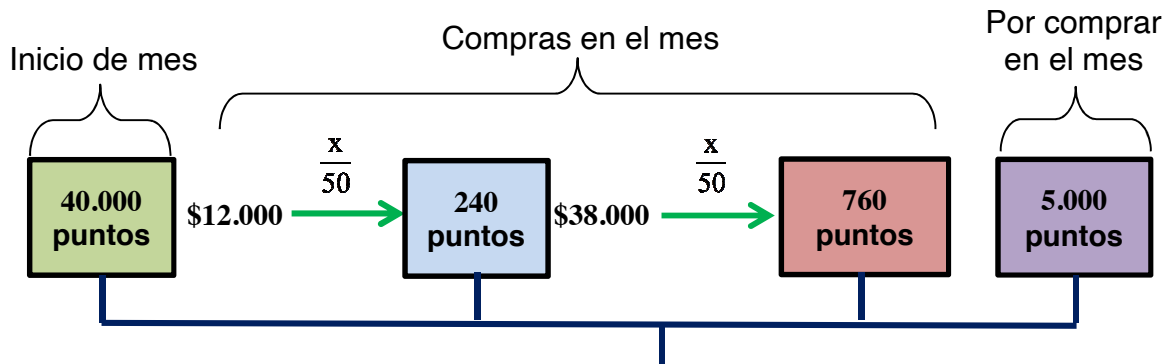 Inicio de mes
Compras en el mes
Por comprar
en el mes
40.000
puntos
$12.000
x
50
240
puntos
$38.000
x
50
760
puntos
5.000
puntos